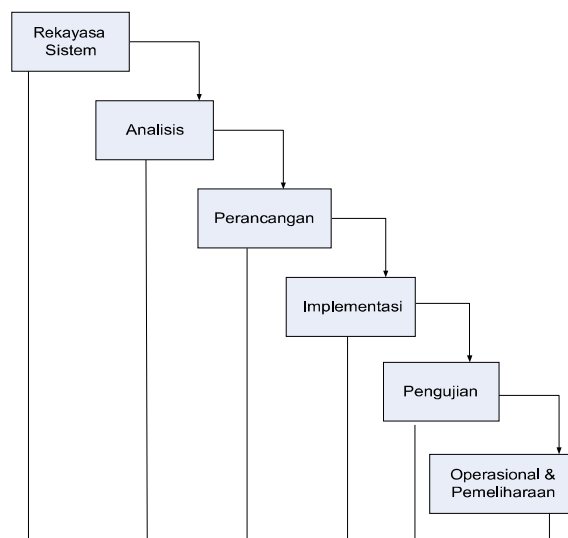 Rekayasa
Sistem
Analisis
Perancangan
Implementasi
Pengujian
Operasional &
Pemeliharaan